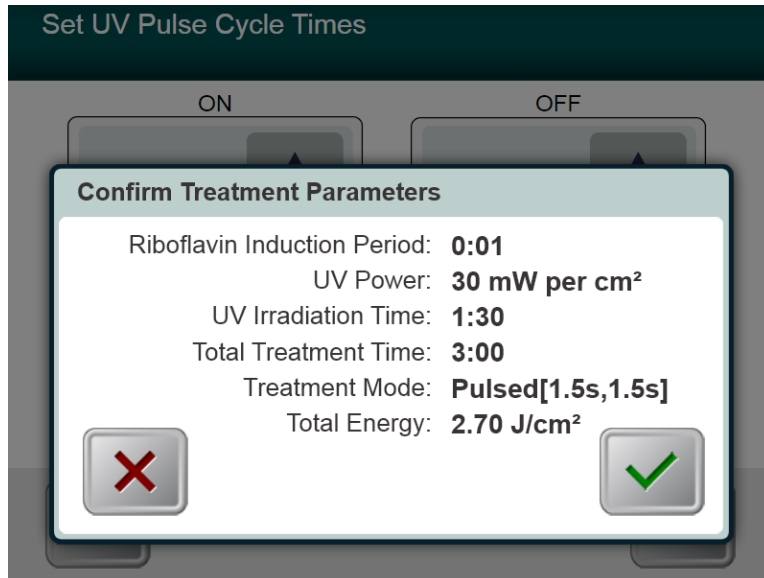 Set UV Pulse Cycle Times
ON OFF
Confirm Treatment Parameters
Riboflavin Induction Period: 0:01
UV Power: 30 mW per cm²
UV Irradiation Time: 1:30
Total Treatment Time: 3:00
Treatment Mode: Pulsed[1.5s,1.5s]
Total Energy: 2.70 J/cm²